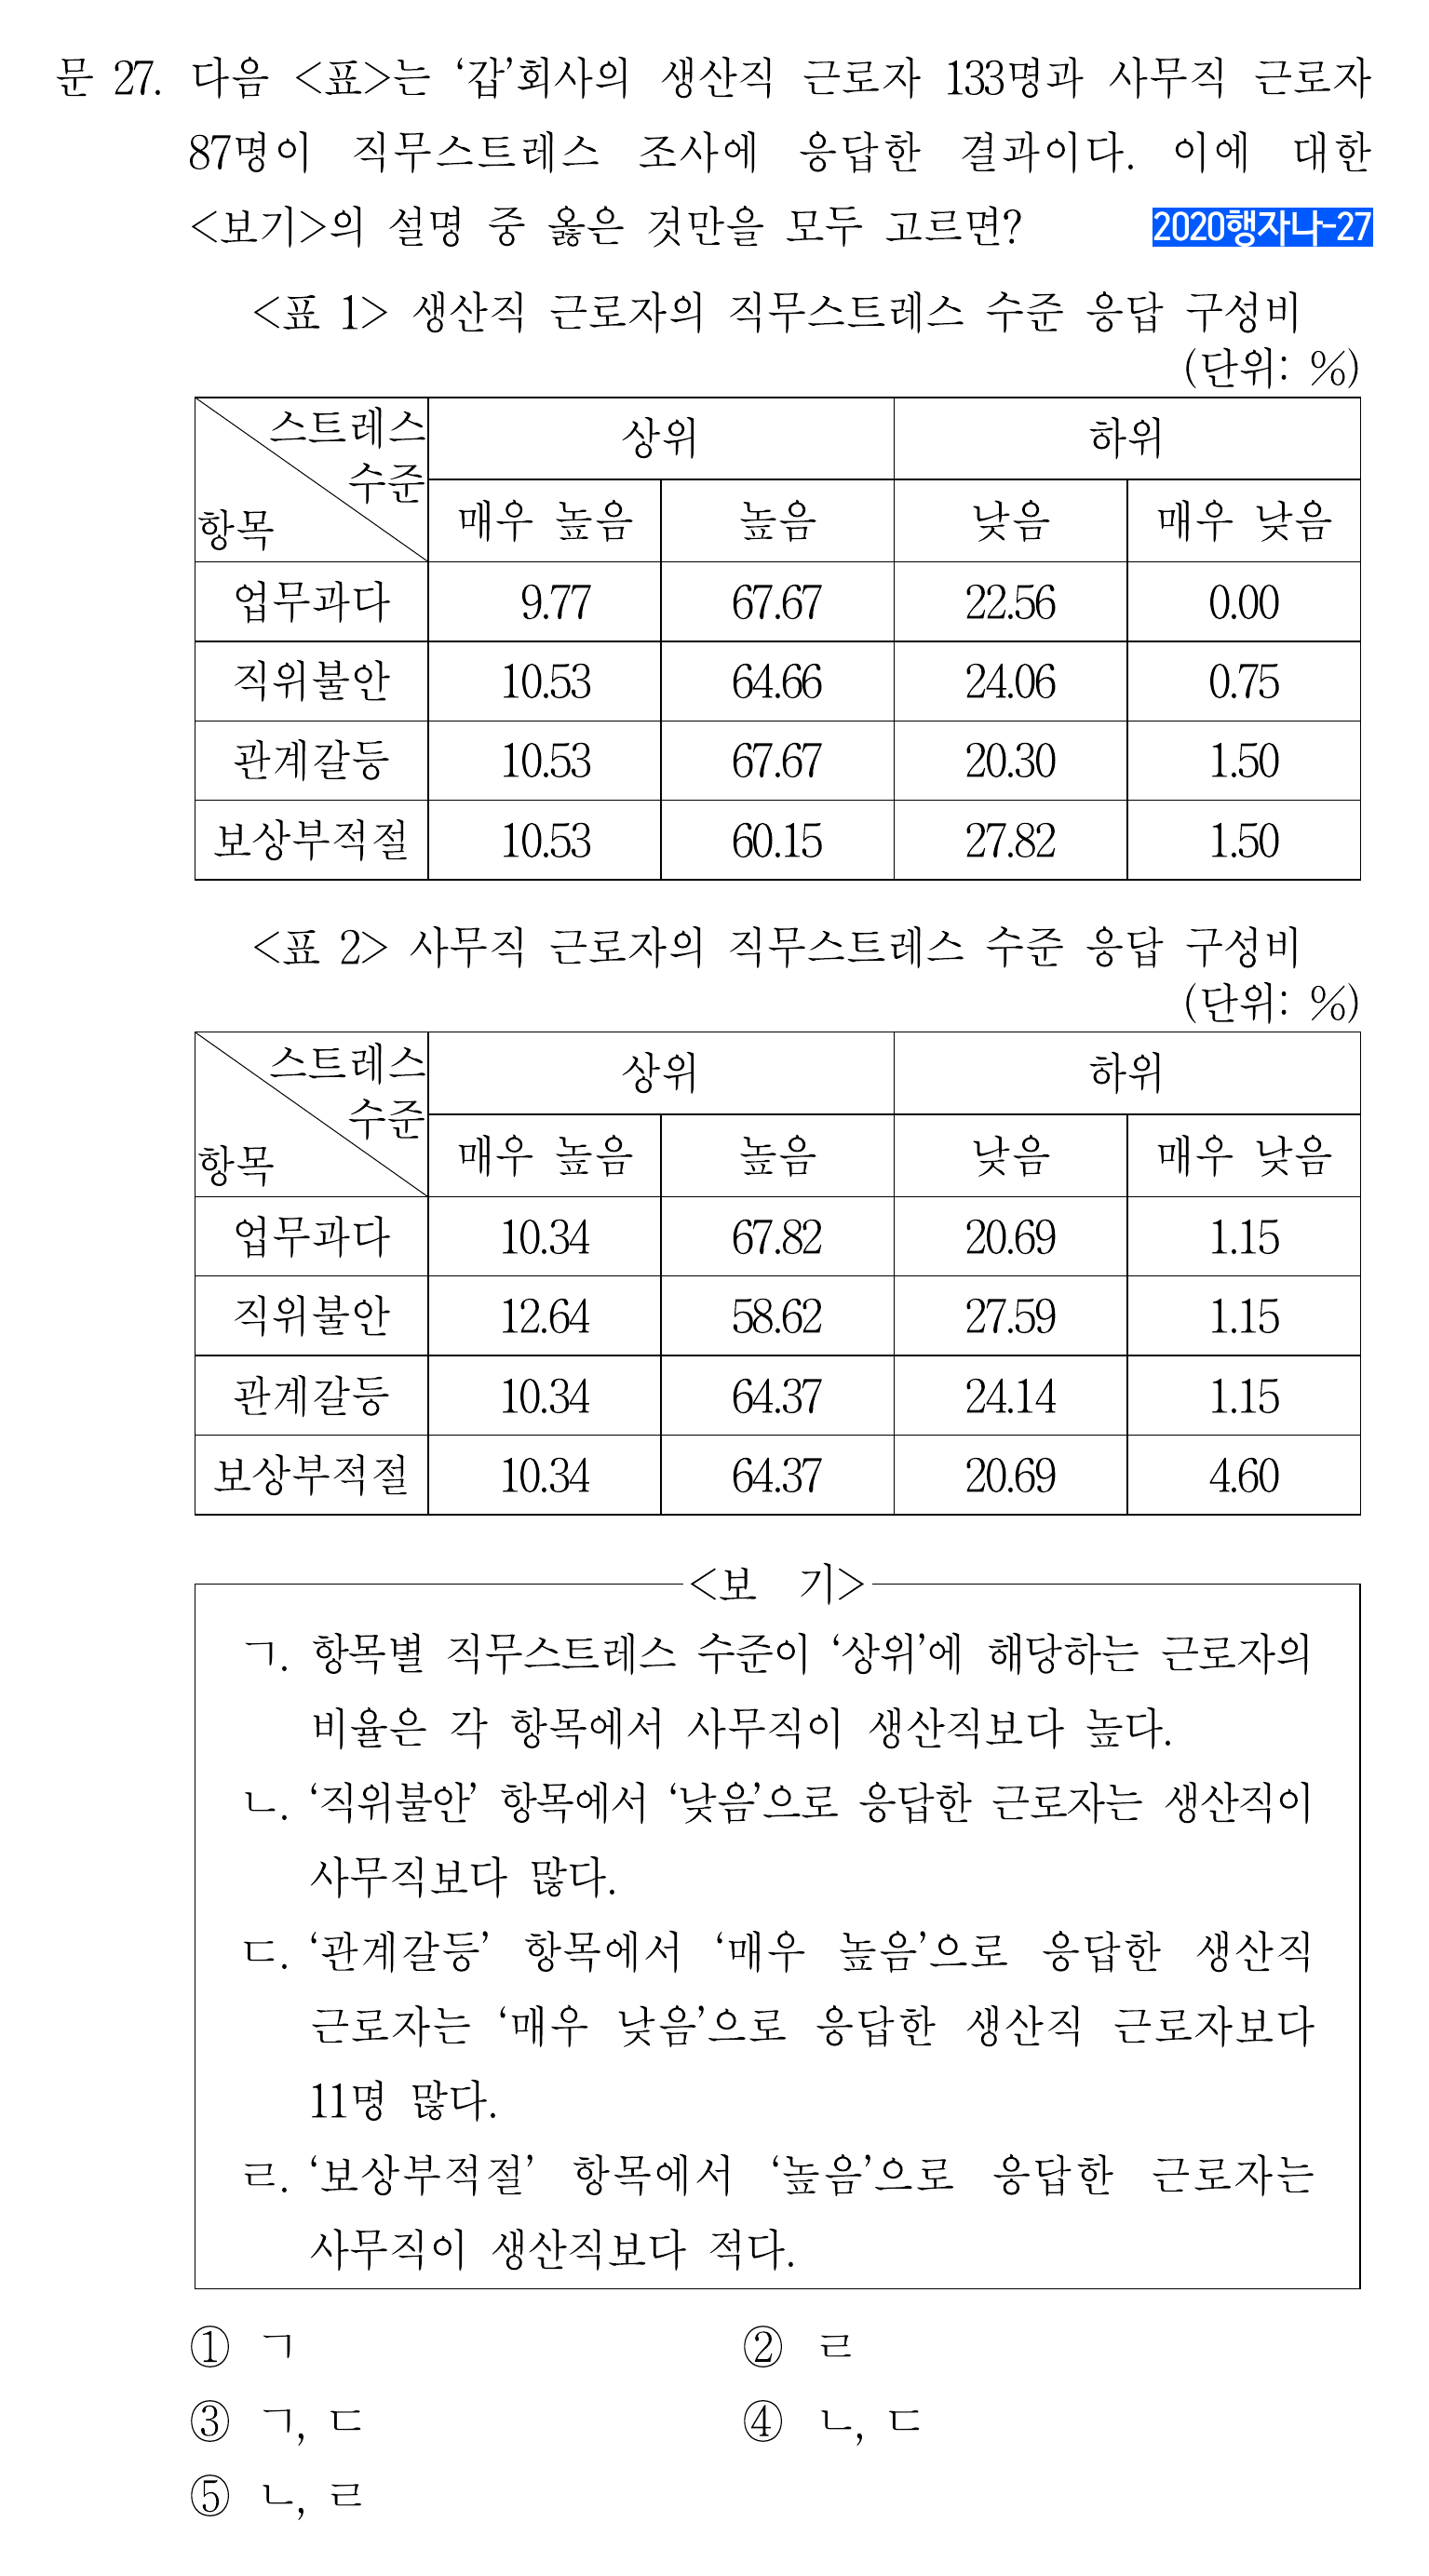 문 27. 다음 <표>는 ‘갑’회사의 생산직 근로자 133명과 사무직 근로자
87명이 직무스트레스 조사에 응답한 결과이다. 이에 대한
<보기>의 설명 중 옳은 것만을 모두 고르면? 2020행자나-27
<표 1> 생산직 근로자의 직무스트레스 수준 응답 구성비
(단위: %)
스트레스 수준 항목 상위 하위
매우 높음 높음 낮음 매우 낮음
업무과다 9.77 67.67 22.56 0.00
직위불안 10.53 64.66 24.06 0.75
관계갈등 10.53 67.67 20.30 1.50
보상부적절 10.53 60.15 27.82 1.50
<표 2> 사무직 근로자의 직무스트레스 수준 응답 구성비
(단위: %)
스트레스 수준 항목 상위 하위
매우 높음 높음 낮음 매우 낮음
업무과다 10.34 67.82 20.69 1.15
직위불안 12.64 58.62 27.59 1.15
관계갈등 10.34 64.37 24.14 1.15
보상부적절 10.34 64.37 20.69 4.60
<보 기>
ㄱ. 항목별 직무스트레스 수준이 ‘상위’에 해당하는 근로자의
비율은 각 항목에서 사무직이 생산직보다 높다.
ㄴ. ‘직위불안’ 항목에서 ‘낮음’으로 응답한 근로자는 생산직이
사무직보다 많다.
ㄷ. ‘관계갈등’ 항목에서 ‘매우 높음’으로 응답한 생산직
근로자는 ‘매우 낮음’으로 응답한 생산직 근로자보다
11명 많다.
ㄹ. ‘보상부적절’ 항목에서 ‘높음’으로 응답한 근로자는
사무직이 생산직보다 적다.
① ㄱ ② ㄹ
③ ㄱ, ㄷ ④ ㄴ, ㄷ
⑤ ㄴ, ㄹ